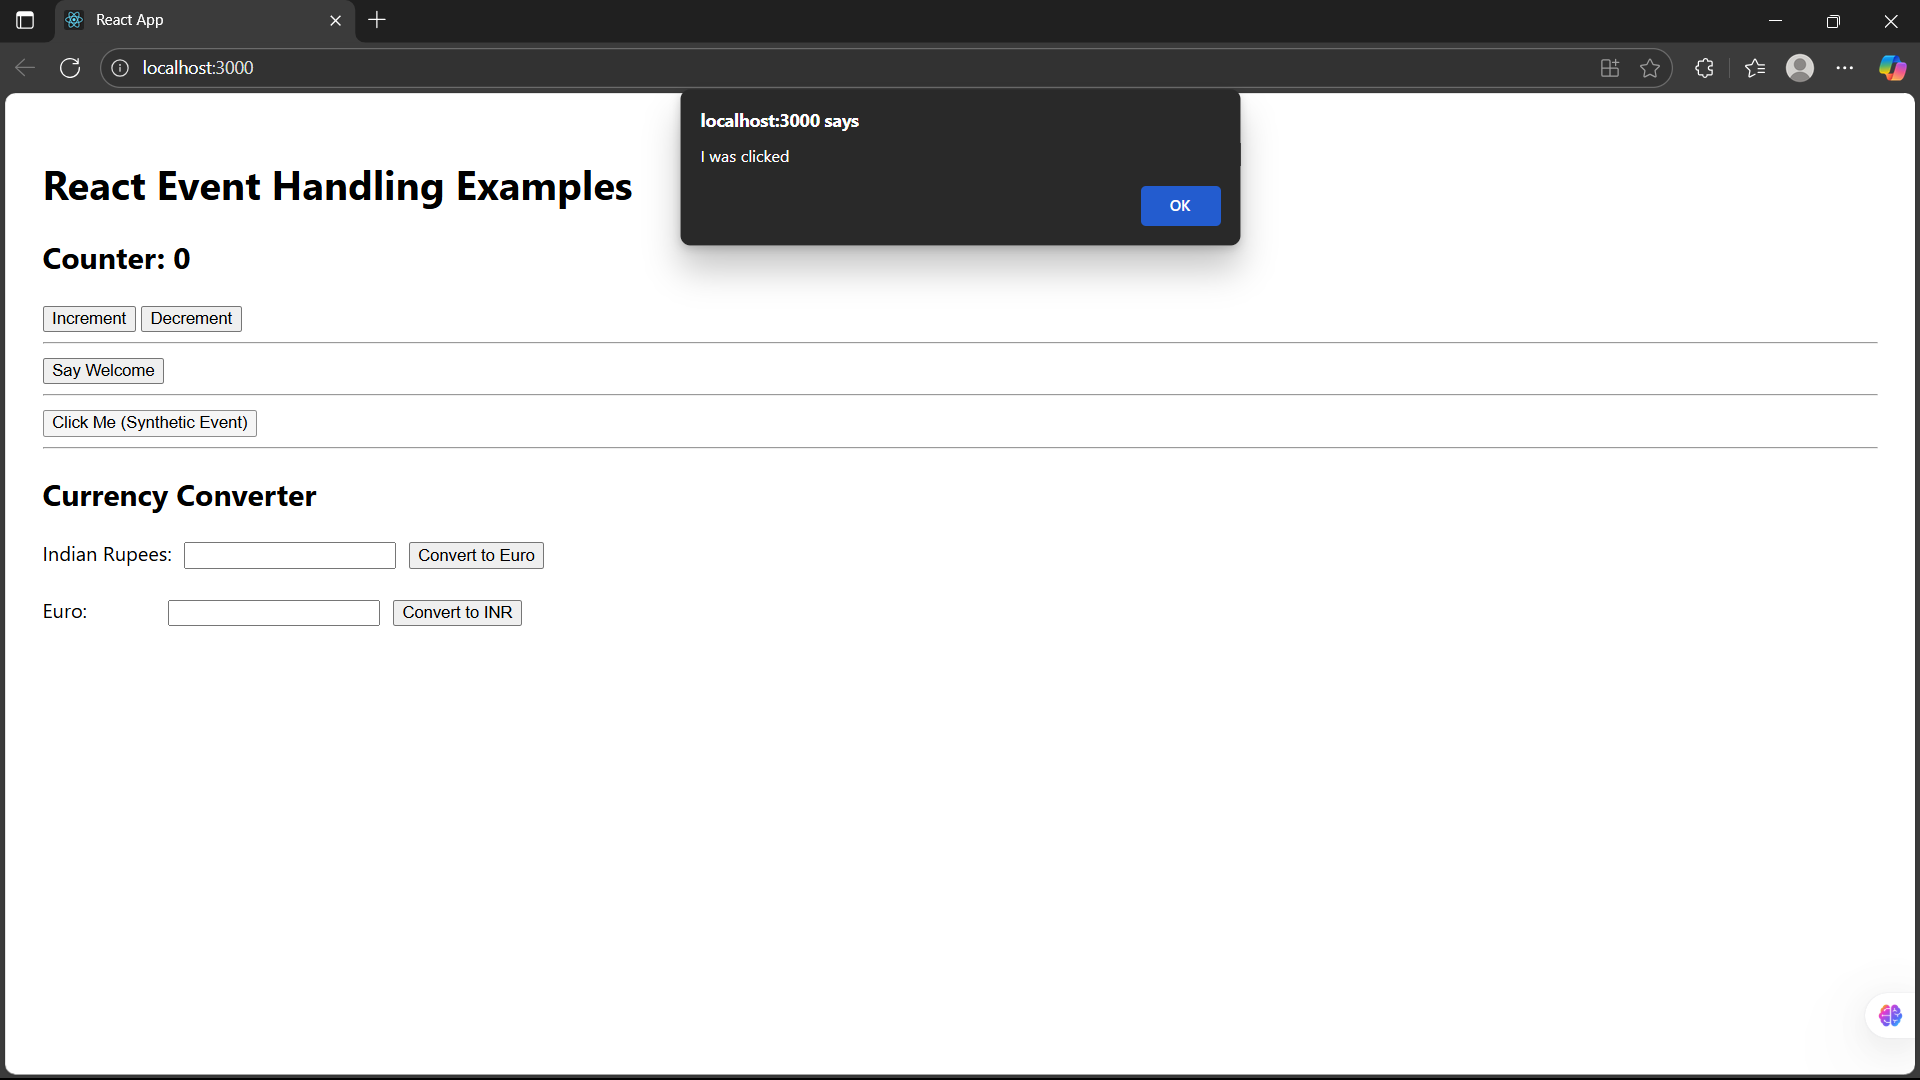 React App
localhost:3000
localhost:3000 says
I was clicked
OK
React Event Handling Examples
Counter: 0
Increment Decrement
Say Welcome
Click Me (Synthetic Event)
Currency Converter
Indian Rupees: Convert to Euro
Euro: Convert to INR